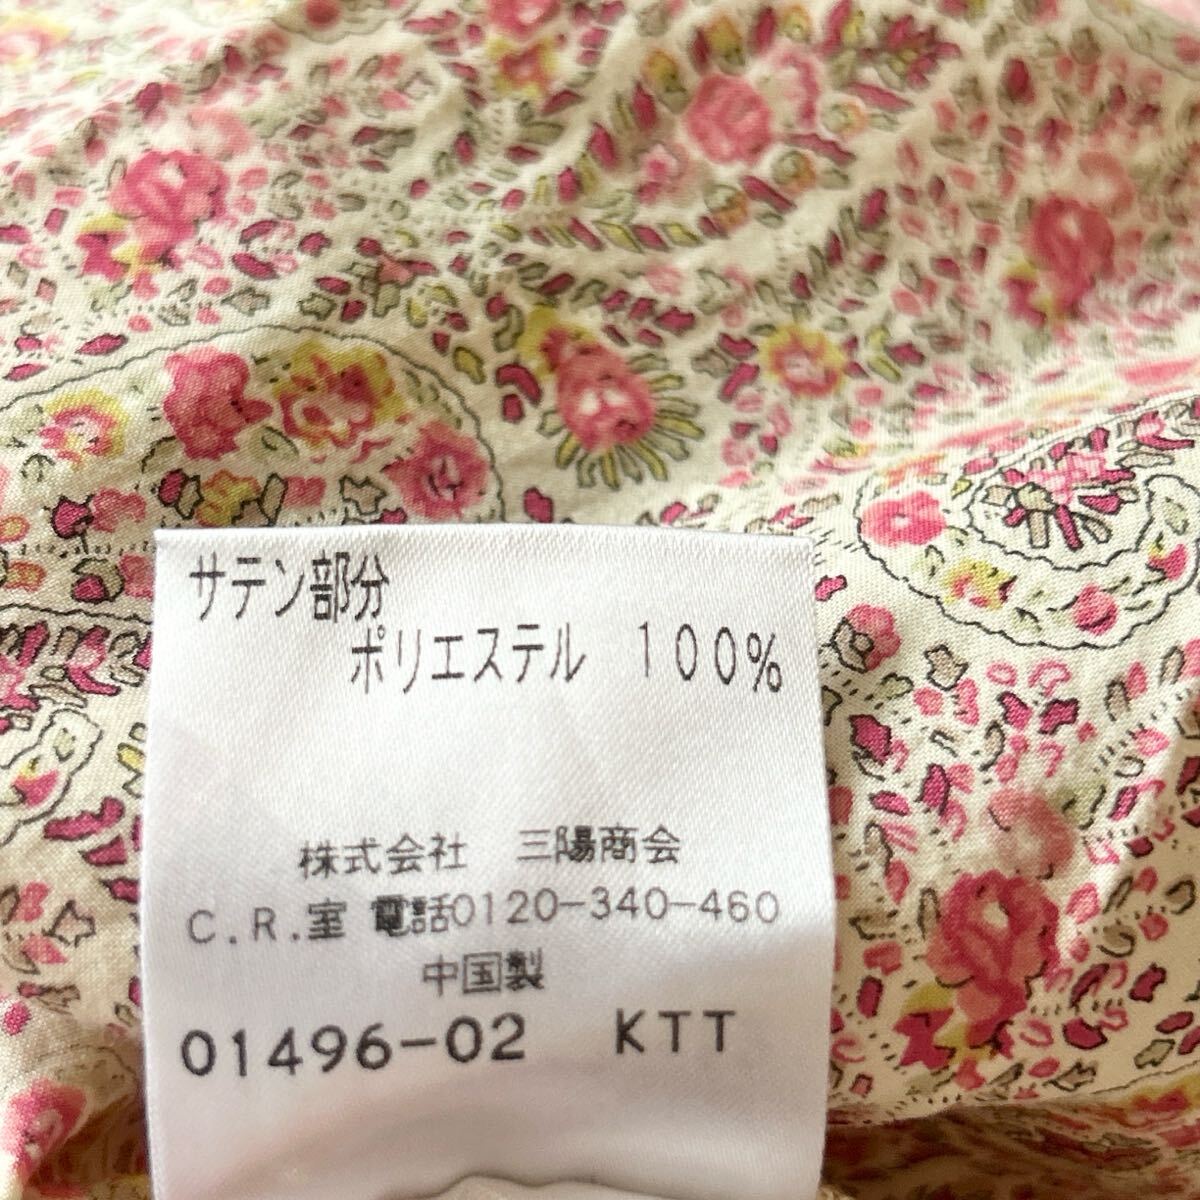 サテン部分
ポリエステル 100%
株式会社 三陽商会
C.R.室 電話0120-340-460
中国製
01496-02 KTT